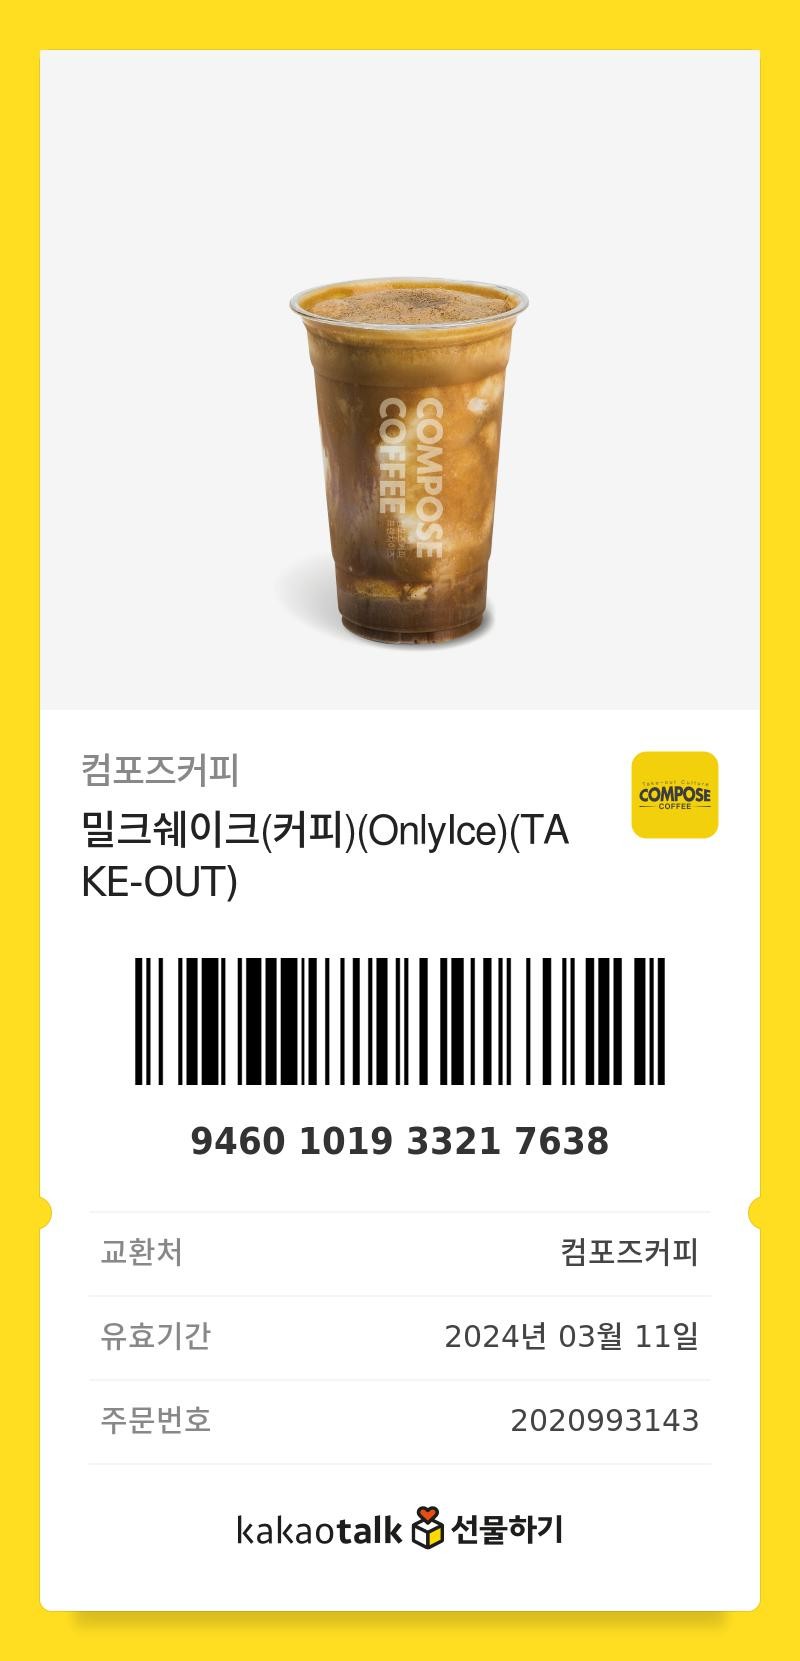 COMPOSE
COFFEE
컴포즈커피
밀크쉐이크(커피)(OnlyIce)(TA
KE-OUT)
Take-out Culture
COMPOSE
COFFEE
9460 1019 3321 7638
교환처 컴포즈커피
유효기간 2024년 03월 11일
주문번호 2020993143
kakaotalk 선물하기